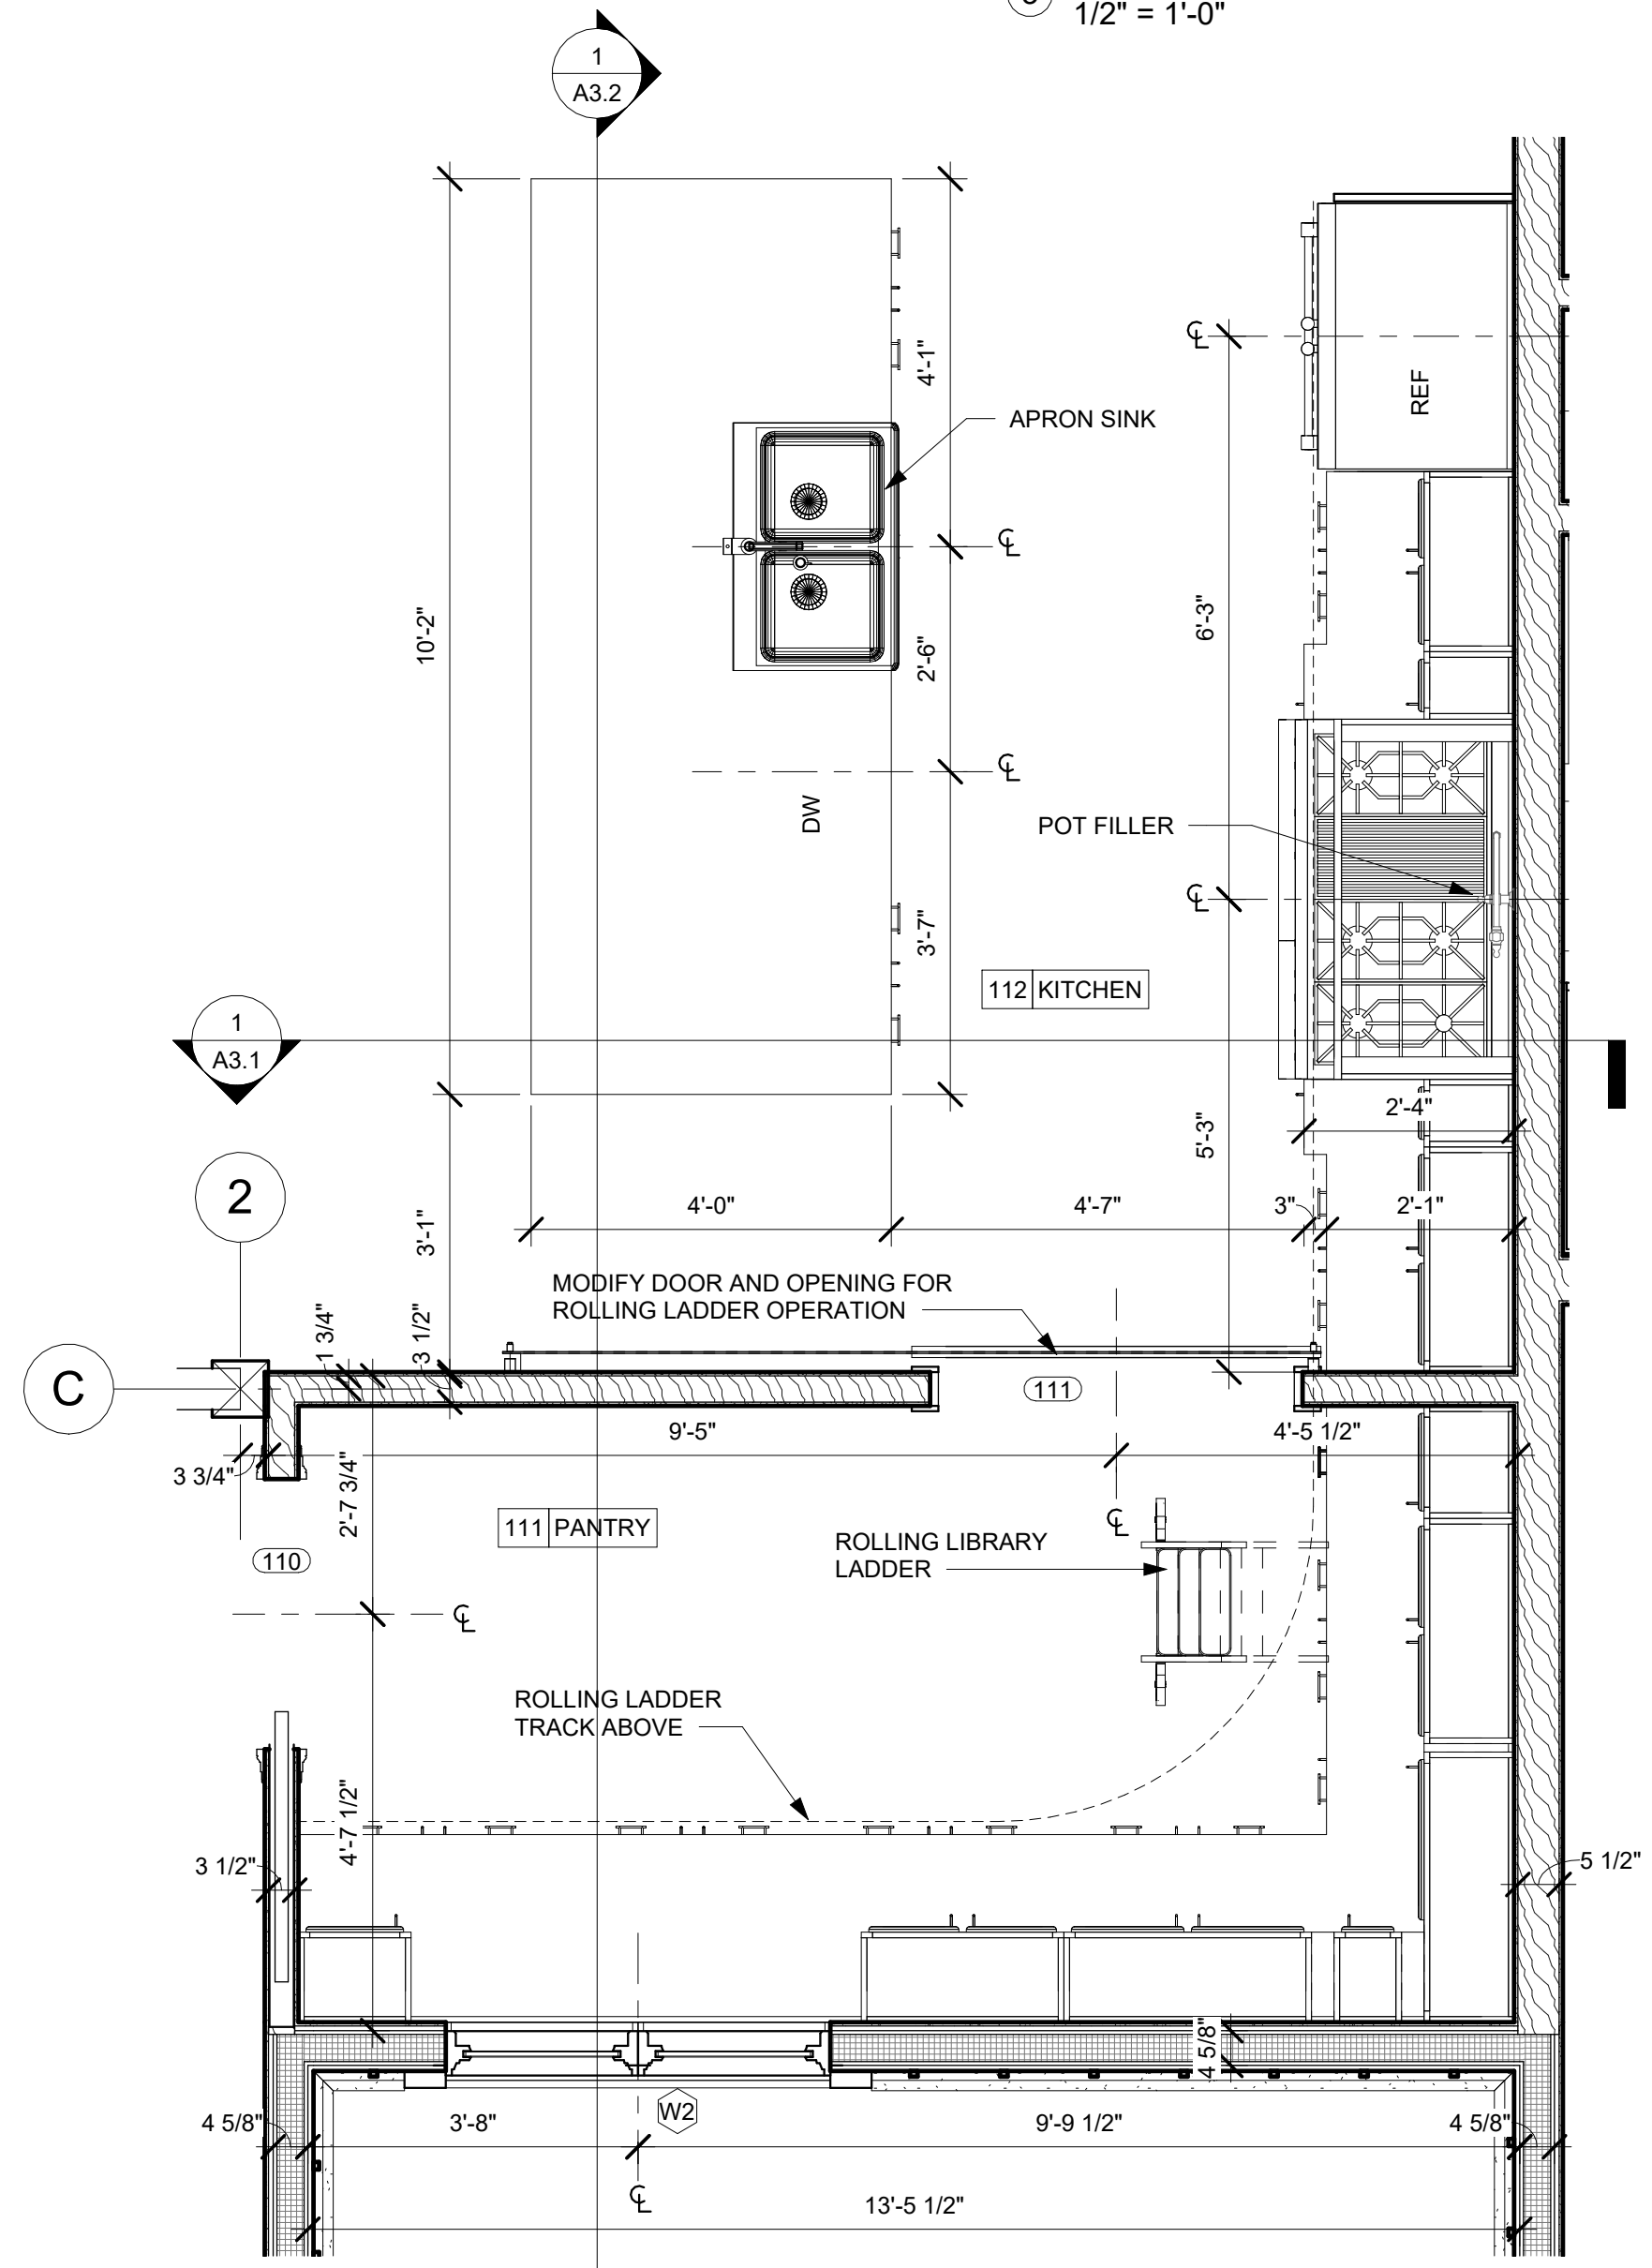 1/2" = 1'-0"
1
A3.2
4'-1"
REF
APRON SINK
℄
℄
10'-2"
2'-6"
6'-3"
℄
DW
POT FILLER
℄
3'-7"
112 KITCHEN
1
A3.1
2'-4"
5'-3"
2
4'-0"
4'-7"
3"
2'-1"
3'-1"
MODIFY DOOR AND OPENING FOR
ROLLING LADDER OPERATION
1 3/4"
3 1/2"
C
111
9'-5"
4'-5 1/2"
3 3/4"
2'-7 3/4"
℄
111 PANTRY
ROLLING LIBRARY
LADDER
110
℄
ROLLING LADDER
TRACK ABOVE
4'-7 1/2"
3 1/2"
5 1/2"
4 5/8"
W2
4 5/8"
3'-8"
9'-9 1/2"
4 5/8"
℄
13'-5 1/2"